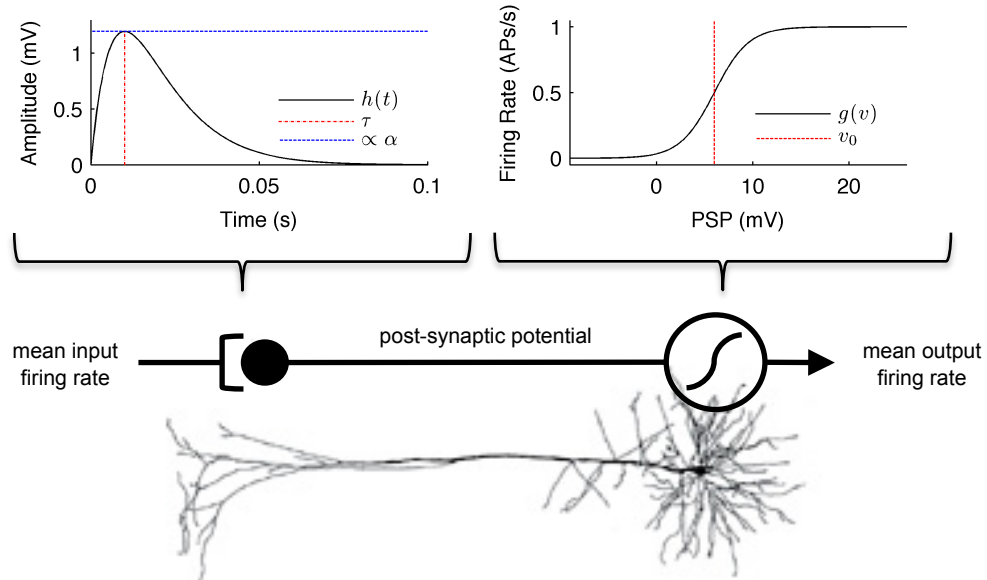 Amplitude (mV)
1
0.5
0
h(t)
τ
∝ α
0
0.05
0.1
Time (s)
Firing Rate (APs/s)
1
0.5
0
g(v)
v₀
0
10
20
PSP (mV)
mean input
firing rate
post-synaptic potential
mean output
firing rate